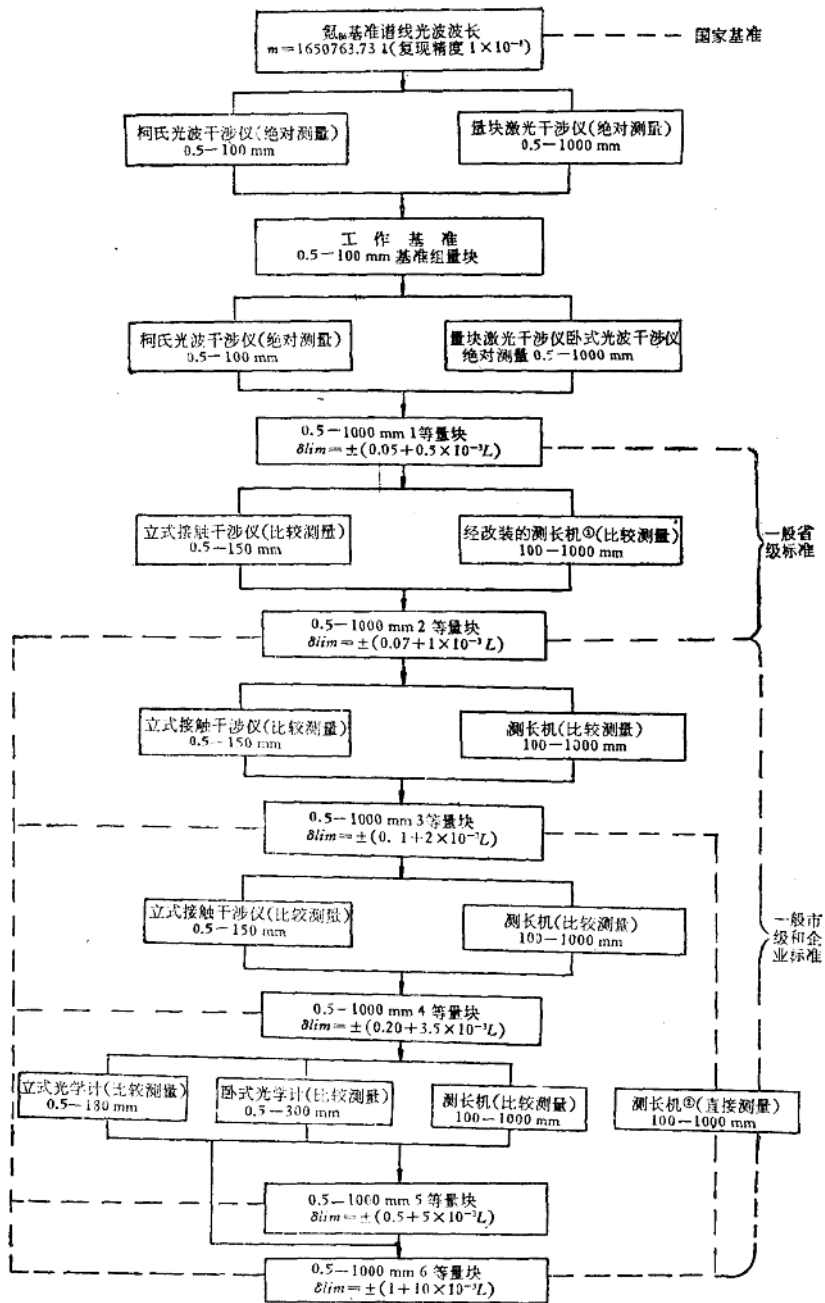 氪₈₆基准谱线光波波长
m=1650763.73 λ(复现精度 1×10⁻⁸)
国家基准
柯氏光波干涉仪(绝对测量)
0.5—100 mm
量块激光干涉仪(绝对测量)
0.5—1000 mm
工作基准
0.5—100 mm 基准组量块
柯氏光波干涉仪(绝对测量)
0.5—100 mm
量块激光干涉仪卧式光波干涉仪
绝对测量 0.5—1000 mm
0.5—1000 mm 1等量块
δlim=±(0.05+0.5×10⁻³L)
立式接触干涉仪(比较测量)
0.5—150 mm
经改装的测长机①(比较测量)
100—1000 mm
一般省
级标准
0.5—1000 mm 2 等量块
δlim=±(0.07+1×10⁻³L)
立式接触干涉仪(比较测量)
0.5—150 mm
测长机(比较测量)
100—1000 mm
0.5—1000 mm 3等量块
δlim=±(0.1+2×10⁻³L)
立式接触干涉仪(比较测量)
0.5—150 mm
测长机(比较测量)
100—1000 mm
一般市
级和企
业标准
0.5—1000 mm 4 等量块
δlim=±(0.20+3.5×10⁻³L)
立式光学计(比较测量)
0.5—180 mm
卧式光学计(比较测量)
0.5—300 mm
测长机(比较测量)
100—1000 mm
测长机②(直接测量)
100—1000 mm
0.5—1000 mm 5 等量块
δlim=±(0.5+5×10⁻³L)
0.5—1000 mm 6 等量块
δlim=±(1+10×10⁻³L)